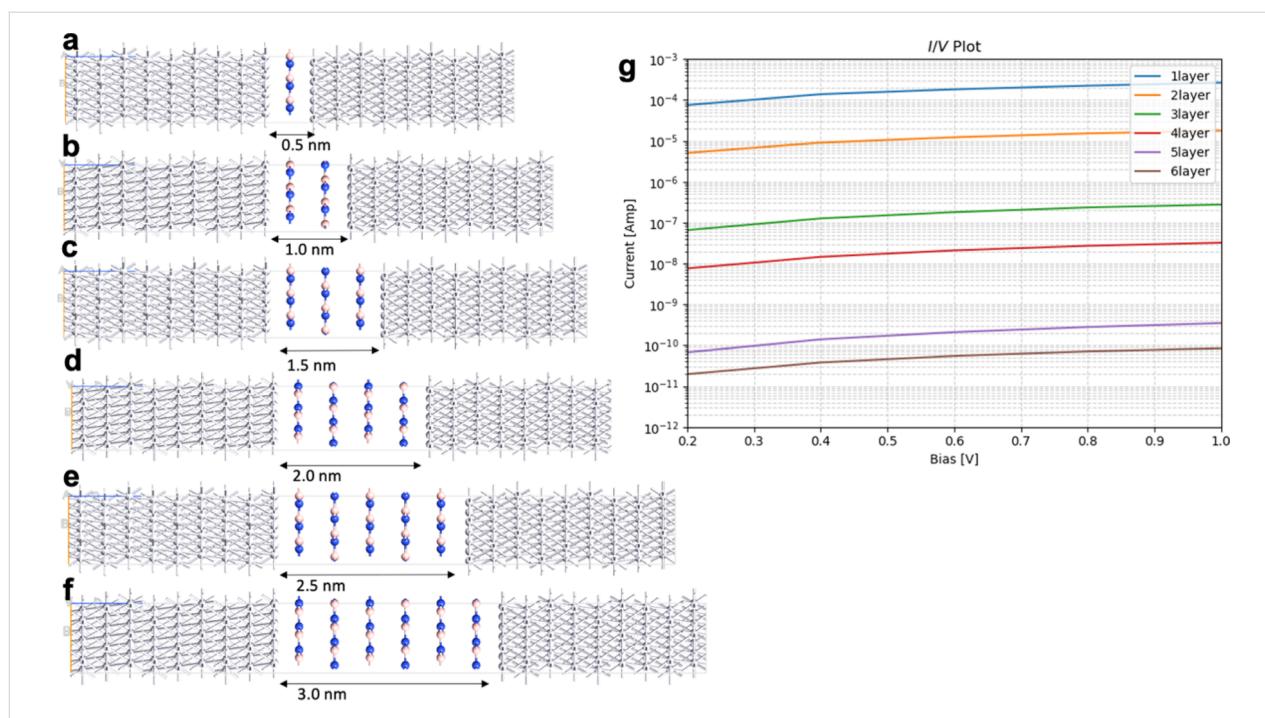 a
0.5 nm
b
1.0 nm
c
1.5 nm
d
2.0 nm
e
2.5 nm
f
3.0 nm
g
I/V Plot
Current [Amp]
10⁻³
10⁻⁴
10⁻⁵
10⁻⁶
10⁻⁷
10⁻⁸
10⁻⁹
10⁻¹⁰
10⁻¹¹
10⁻¹²
1layer
2layer
3layer
4layer
5layer
6layer
0.2 0.3 0.4 0.5 0.6 0.7 0.8 0.9 1.0
Bias [V]